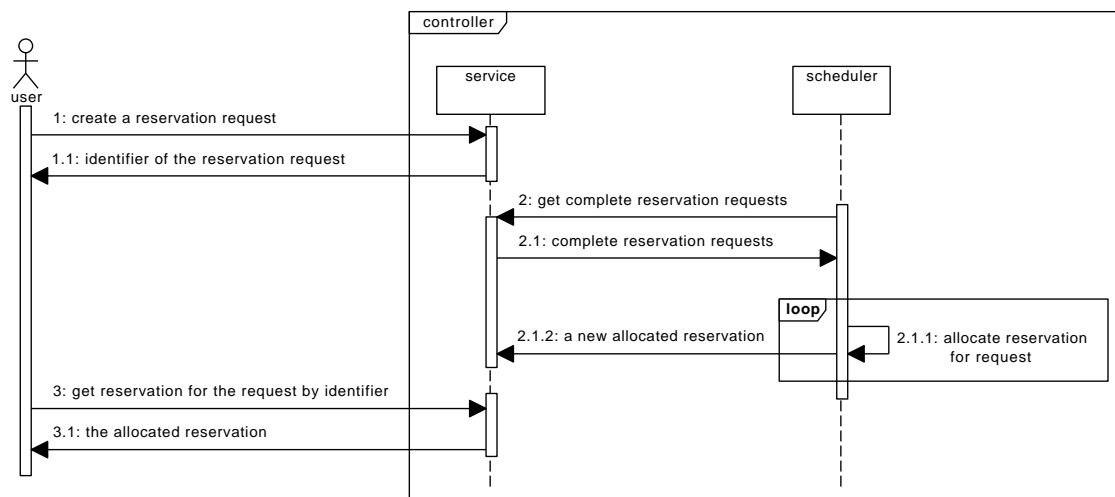 controller
service
scheduler
user
1: create a reservation request
1.1: identifier of the reservation request
2: get complete reservation requests
2.1: complete reservation requests
loop
2.1.2: a new allocated reservation
2.1.1: allocate reservation
for request
3: get reservation for the request by identifier
3.1: the allocated reservation